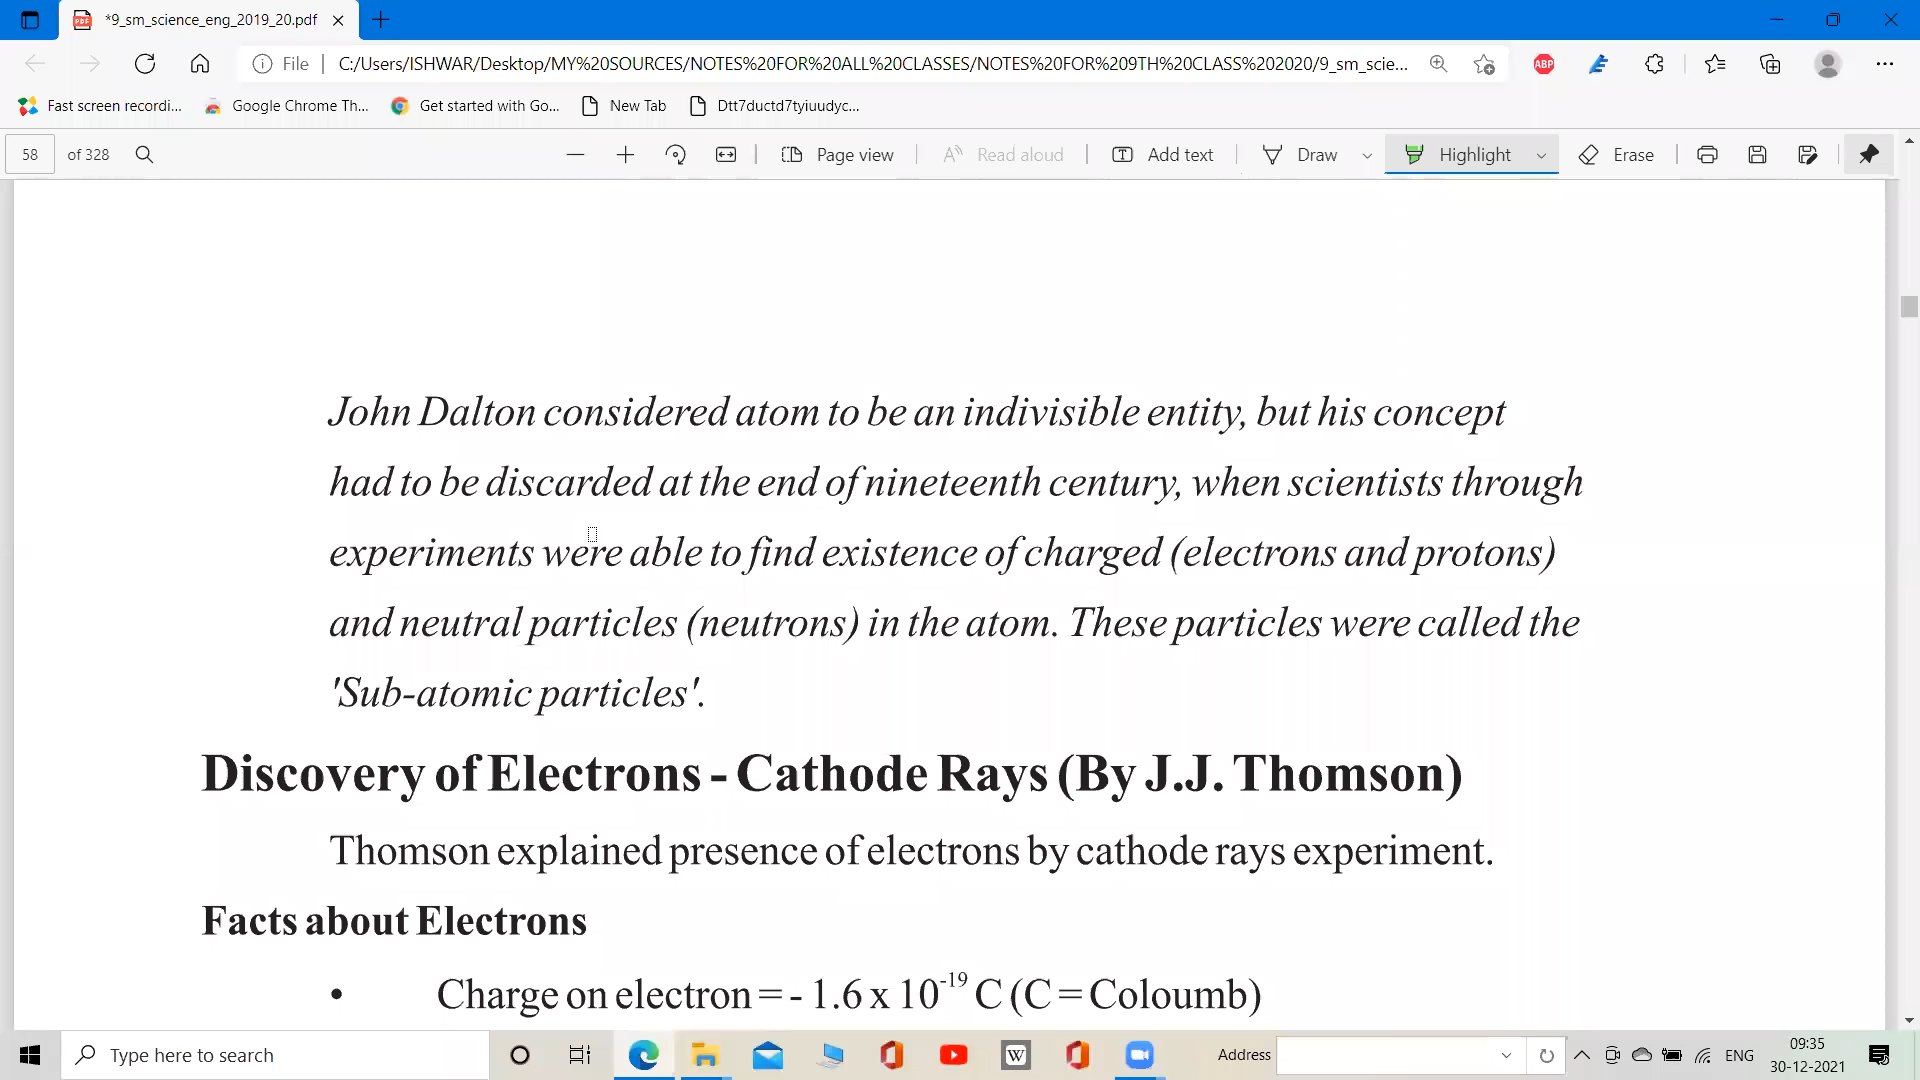 *9_sm_science_eng_2019_20.pdf
File
C:/Users/ISHWAR/Desktop/MY%20SOURCES/NOTES%20FOR%20ALL%20CLASSES/NOTES%20FOR%209TH%20CLASS%202020/9_sm_scie...
ABP
Fast screen recordi...
Google Chrome Th...
Get started with Go...
New Tab
Dtt7ductd7tyiuudyc...
58 of 328
Page view
Read aloud
Add text
Draw
Highlight
Erase
John Dalton considered atom to be an indivisible entity, but his concept
had to be discarded at the end of nineteenth century, when scientists through
experiments were able to find existence of charged (electrons and protons)
and neutral particles (neutrons) in the atom. These particles were called the
'Sub-atomic particles'.
Discovery of Electrons - Cathode Rays (By J.J. Thomson)
Thomson explained presence of electrons by cathode rays experiment.
Facts about Electrons
• Charge on electron = - 1.6 x 10⁻¹⁹ C (C = Coloumb)
Type here to search
W
Address
ENG
09:35
30-12-2021